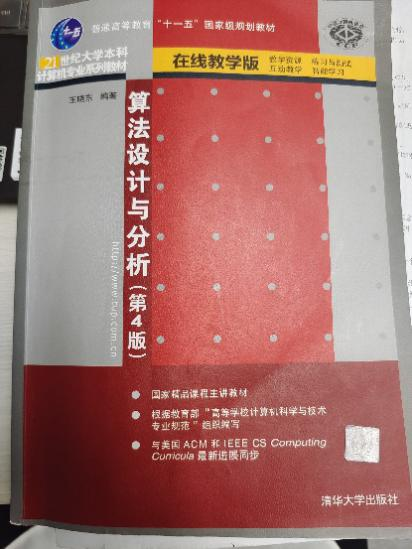 普通高等教育“十一五”国家级规划教材
十一五
21世纪大学本科
计算机专业系列教材
在线教学版
教学资源 练习与测试
互动教学 智能学习
王晓东 编著
算法设计与分析（第4版）
http://www.tup.com.cn
国家精品课程主讲教材
根据教育部“高等学校计算机科学与技术
专业规范”组织编写
与美国 ACM 和 IEEE CS Computing
Curricula 最新进展同步
清华大学出版社